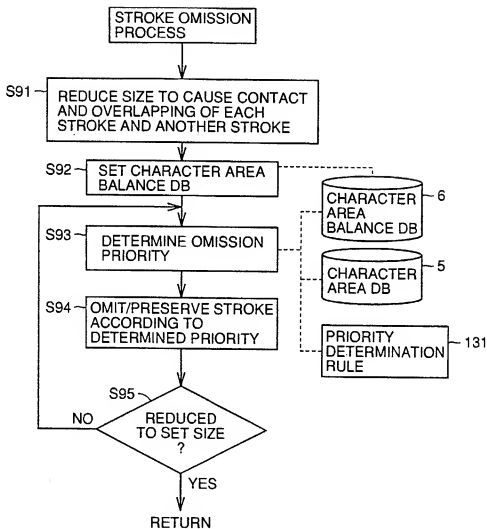 STROKE OMISSION
PROCESS
S91
REDUCE SIZE TO CAUSE CONTACT
AND OVERLAPPING OF EACH
STROKE AND ANOTHER STROKE
S92
SET CHARACTER AREA
BALANCE DB
6
CHARACTER
AREA
BALANCE DB
S93
DETERMINE OMISSION
PRIORITY
5
CHARACTER
AREA DB
S94
OMIT/PRESERVE STROKE
ACCORDING TO
DETERMINED PRIORITY
131
PRIORITY
DETERMINATION
RULE
S95
NO
REDUCED
TO SET SIZE
?
YES
RETURN